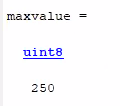 maxvalue =
uint8
250